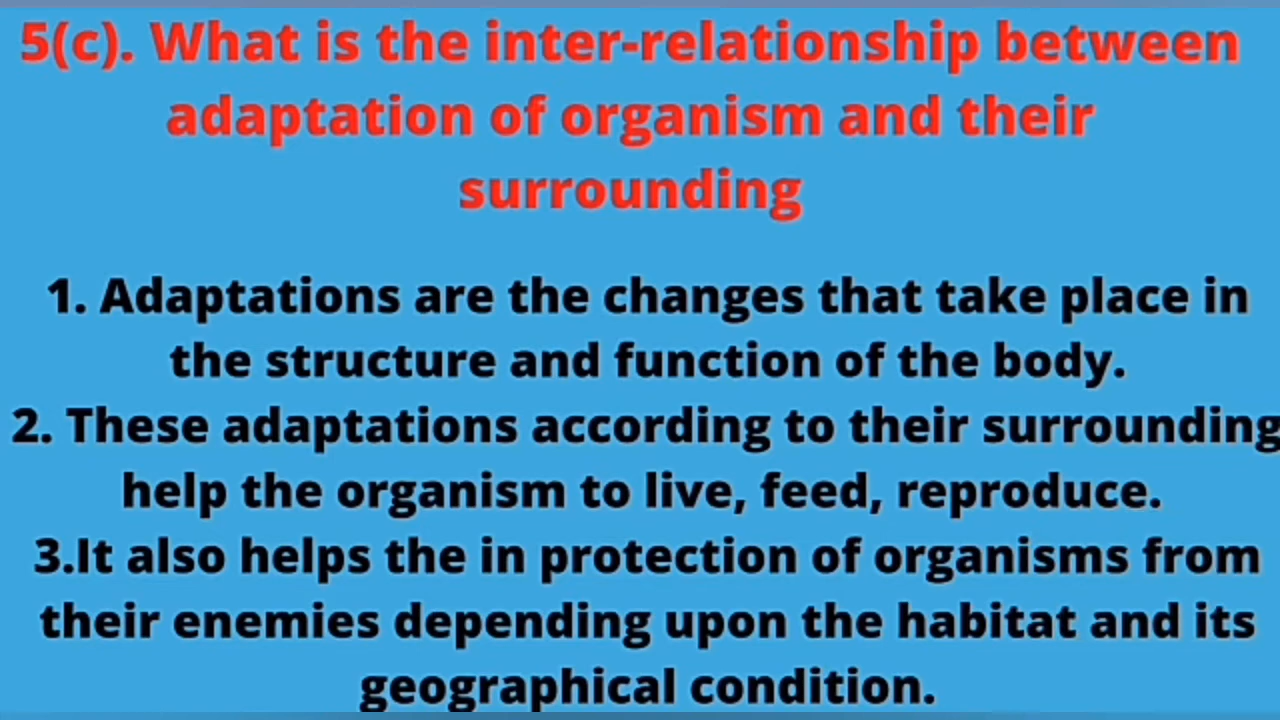 5(c). What is the inter-relationship between
adaptation of organism and their
surrounding
1. Adaptations are the changes that take place in
the structure and function of the body.
2. These adaptations according to their surrounding
help the organism to live, feed, reproduce.
3.It also helps the in protection of organisms from
their enemies depending upon the habitat and its
geographical condition.